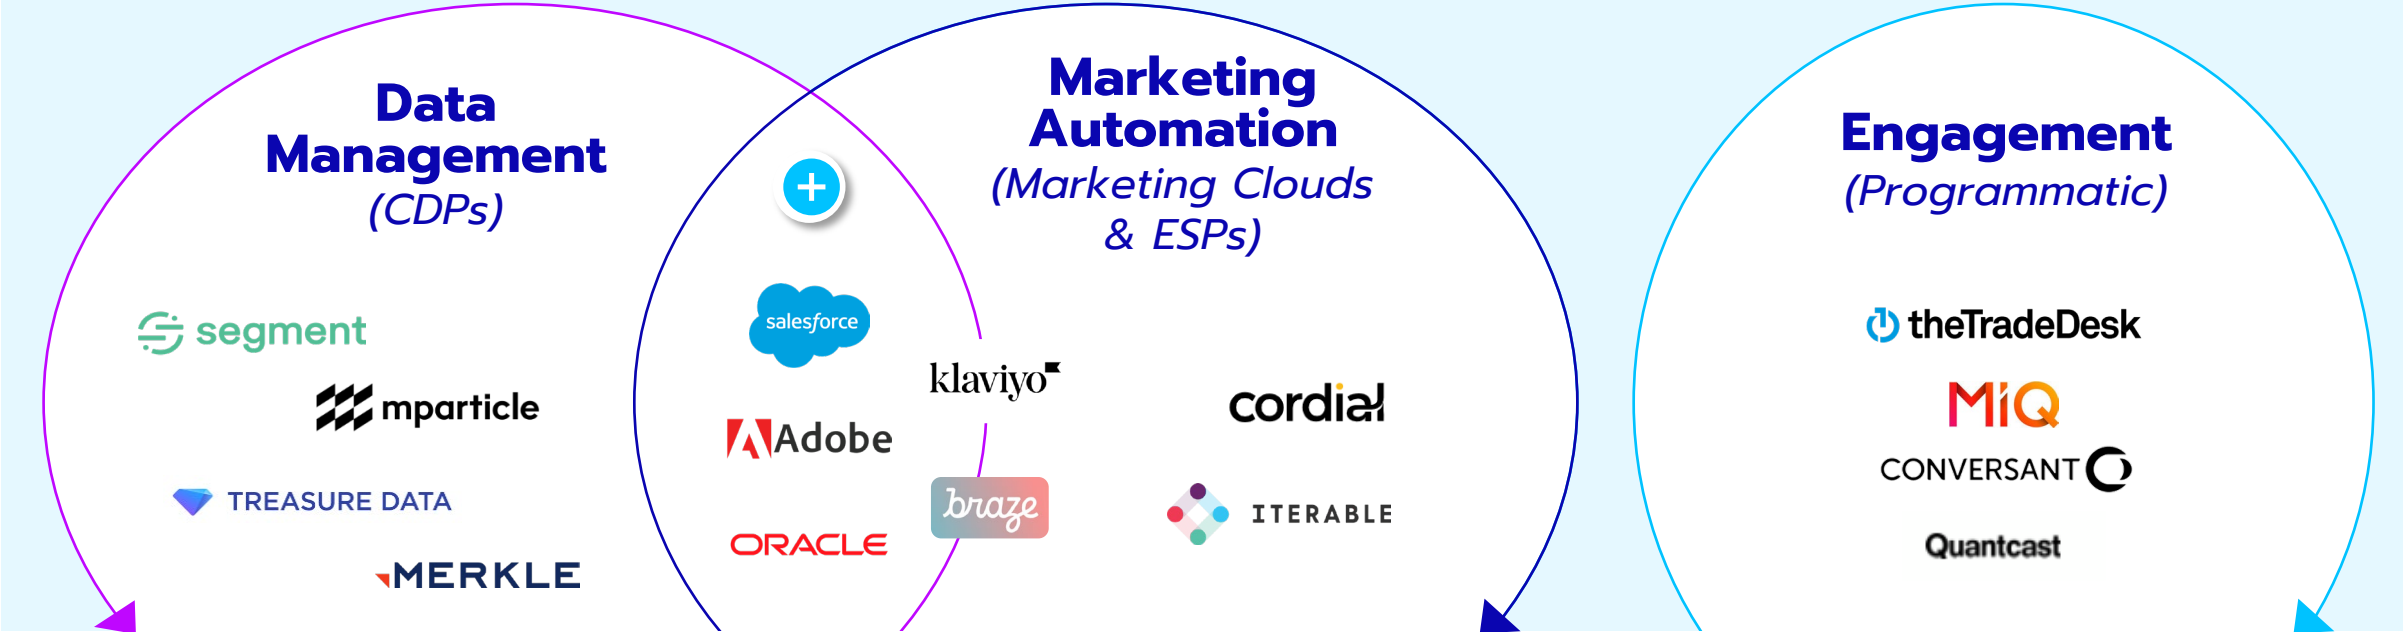 Data
Management
(CDPs)
segment
mparticle
TREASURE DATA
MERKLE
+
salesforce
Adobe
ORACLE
klaviyo
braze
Marketing
Automation
(Marketing Clouds
& ESPs)
cordial
ITERABLE
Engagement
(Programmatic)
theTradeDesk
MiQ
CONVERSANT
Quantcast